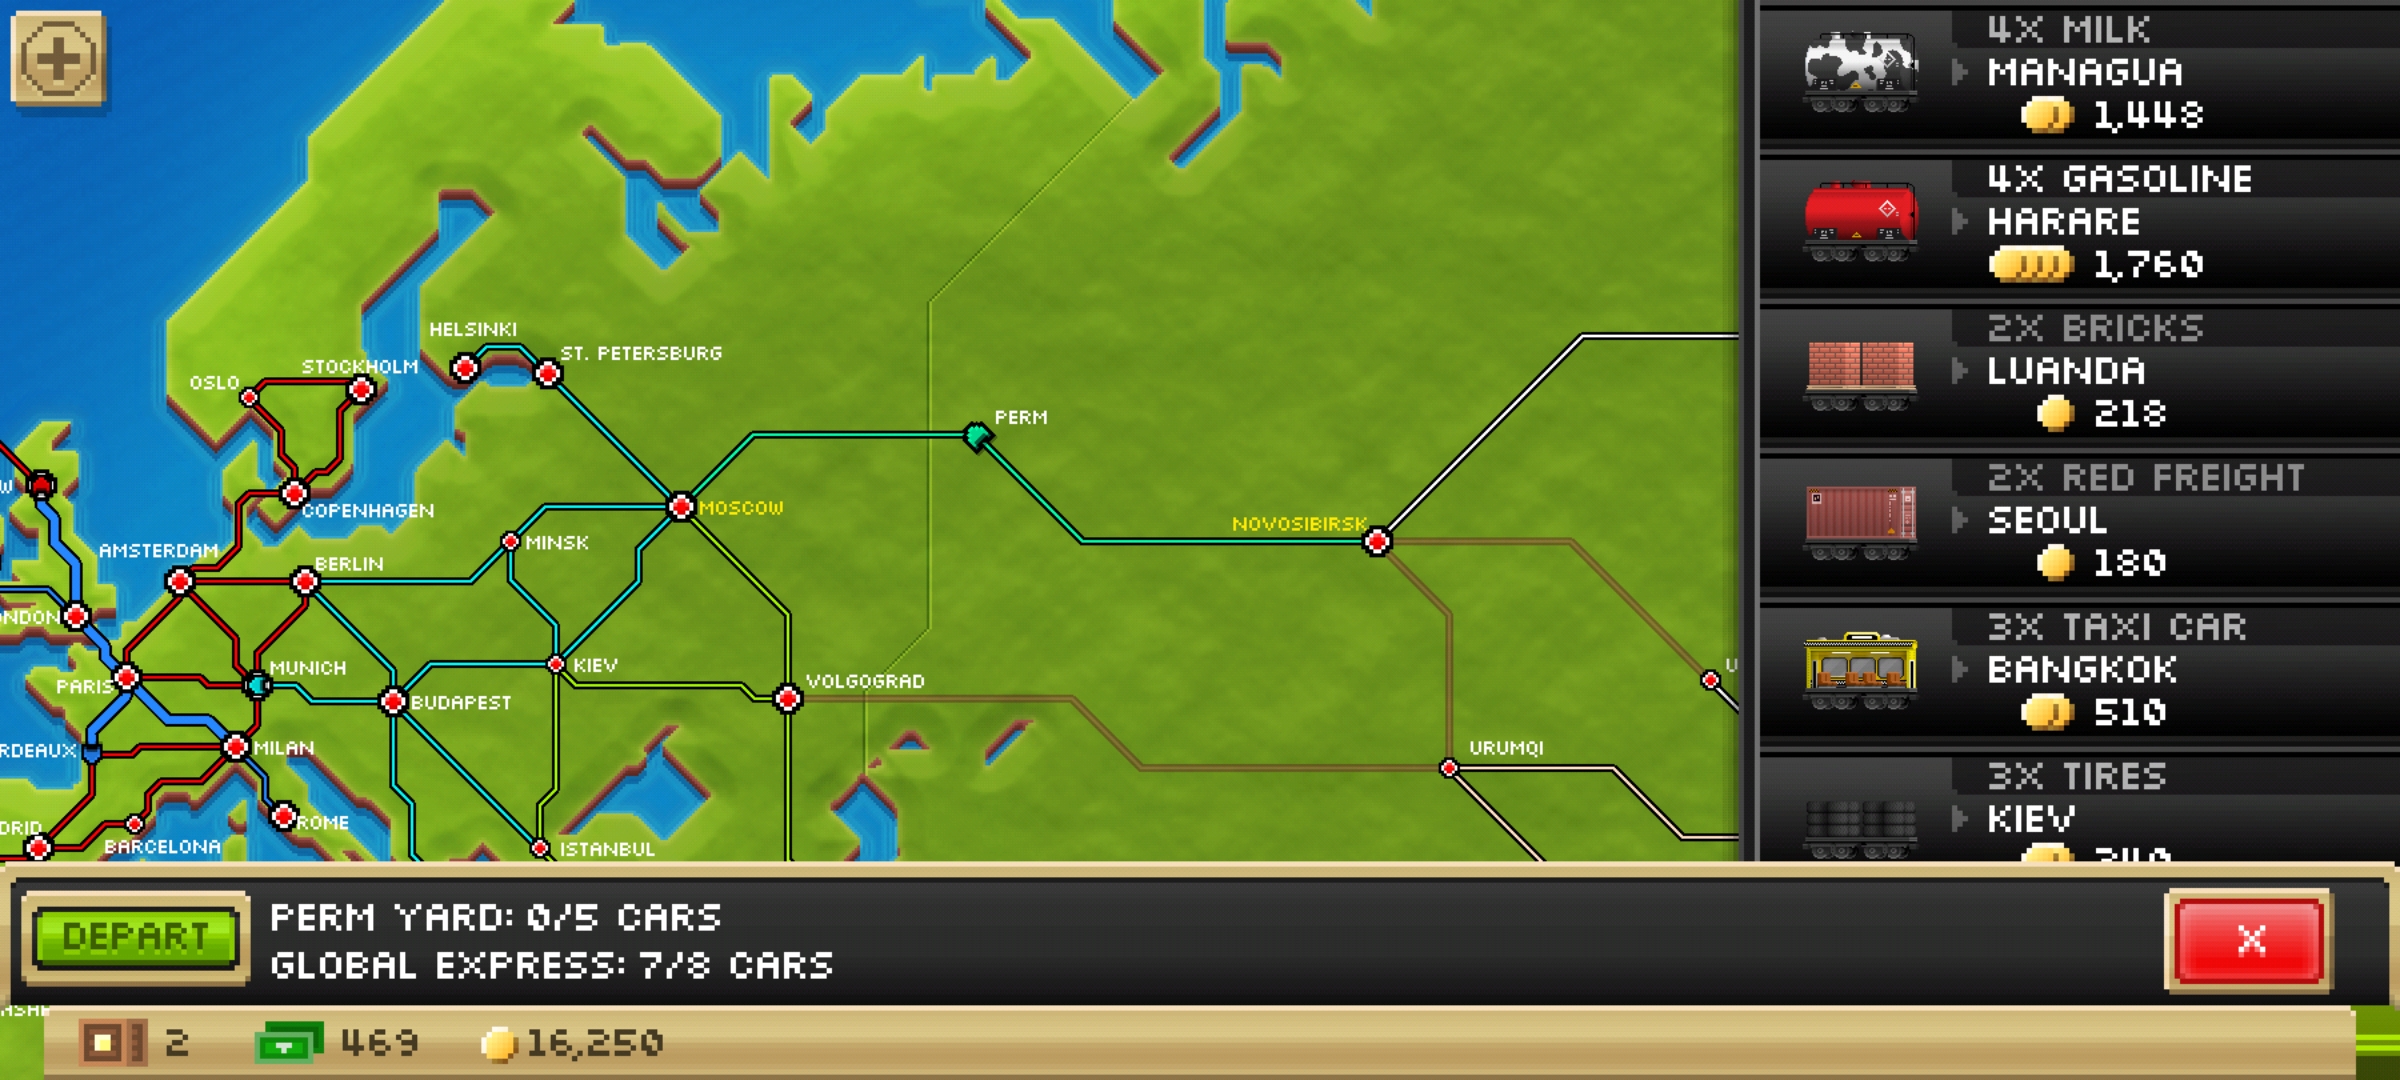 4X MILK
MANAGUA
1,448
4X GASOLINE
HARARE
1,760
2X BRICKS
LUANDA
218
2X RED FREIGHT
SEOUL
180
3X TAXI CAR
BANGKOK
510
3X TIRES
KIEV
HELSINKI
ST. PETERSBURG
STOCKHOLM
OSLO
PERM
COPENHAGEN
MOSCOW
NOVOSIBIRSK
AMSTERDAM
MINSK
BERLIN
ONDON
MUNICH
KIEV
PARIS
BUDAPEST
VOLGOGRAD
RDEAUX
MILAN
URUMQI
ROME
DRID
BARCELONA
ISTANBUL
DEPART
PERM YARD: 0/5 CARS
GLOBAL EXPRESS: 7/8 CARS
X
2
469
16,250